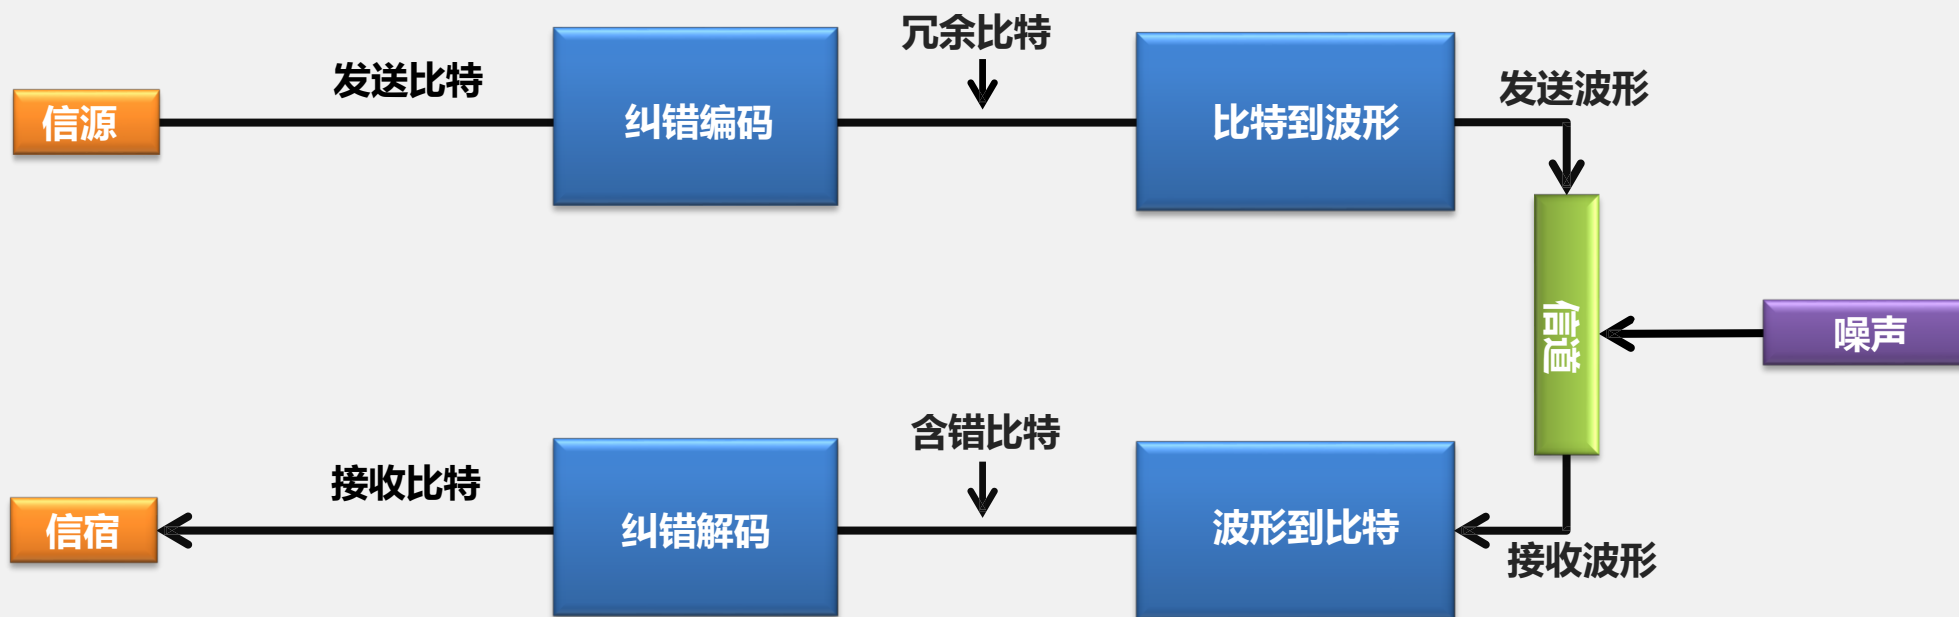 冗余比特
发送比特
发送波形
信源
纠错编码
比特到波形
信道
噪声
含错比特
接收比特
信宿
纠错解码
波形到比特
接收波形